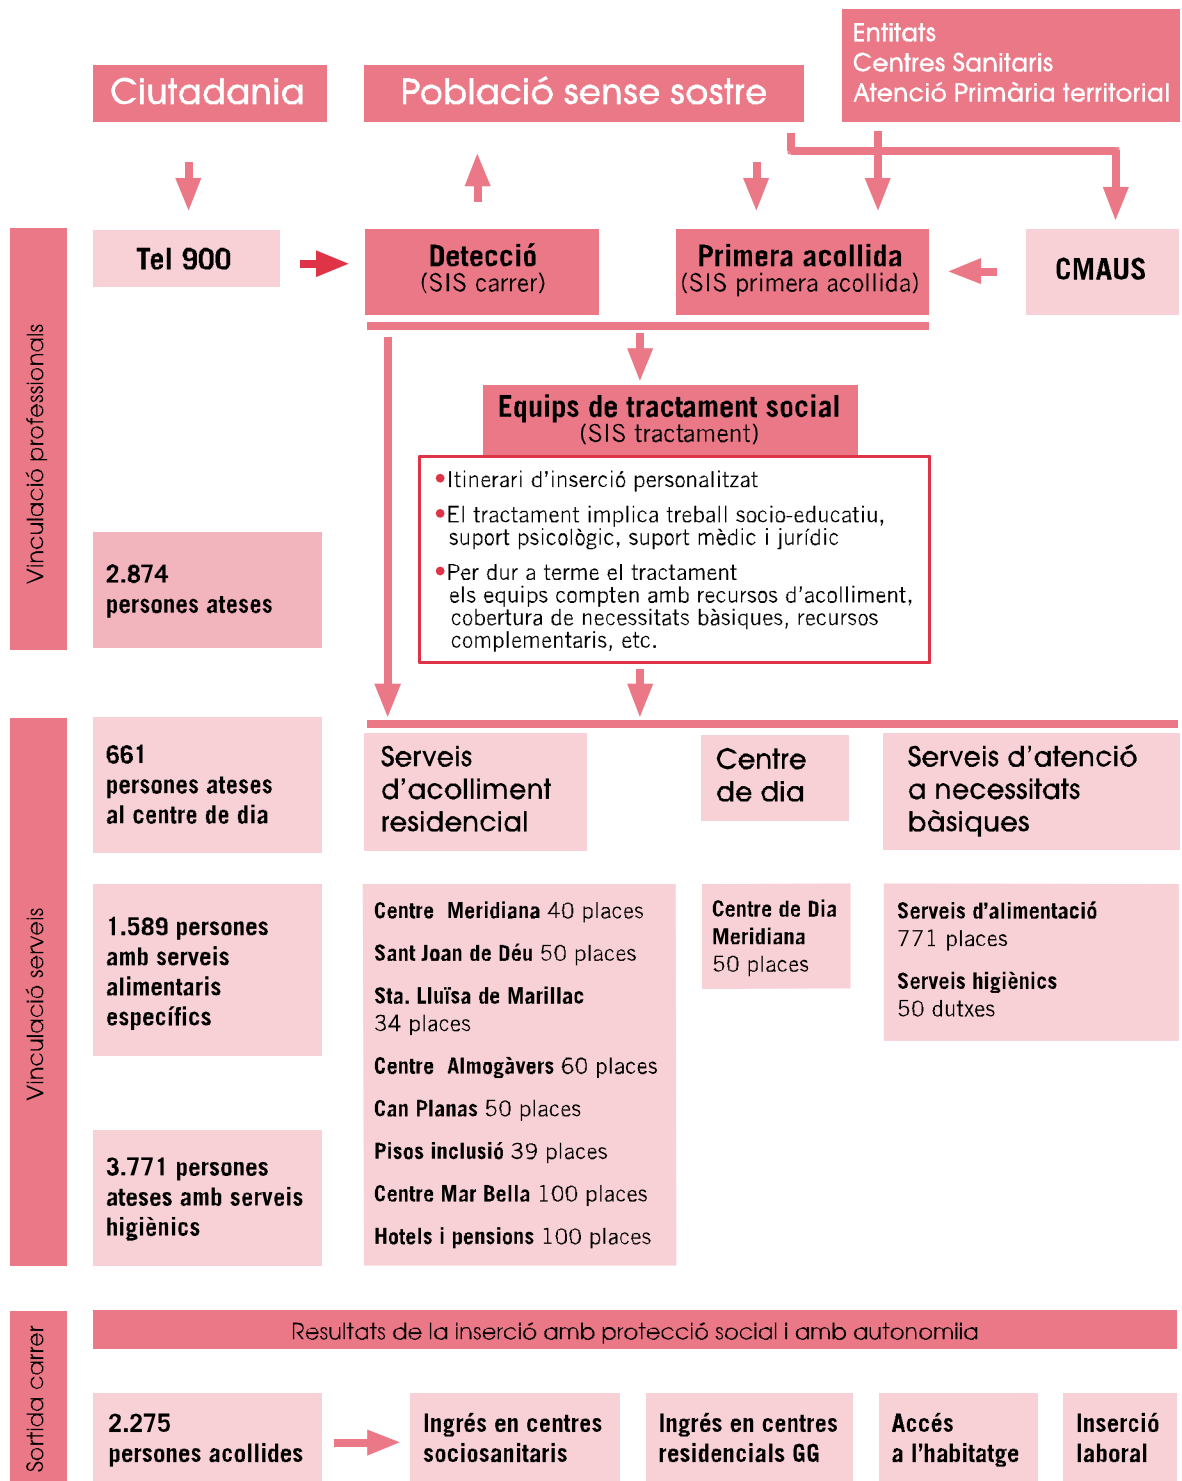 Entitats
Centres Sanitaris
Atenció Primària territorial
Ciutadania
Població sense sostre
Tel 900
Detecció
(SIS carrer)
Primera acollida
(SIS primera acollida)
CMAUS
Vinculació professionals
Equips de tractament social
(SIS tractament)
•Itinerari d'inserció personalitzat
•El tractament implica treball socio-educatiu,
suport psicològic, suport mèdic i jurídic
•Per dur a terme el tractament
els equips compten amb recursos d'acolliment,
cobertura de necessitats bàsiques, recursos
complementaris, etc.
2.874
persones ateses
Vinculació serveis
661
persones ateses
al centre de dia
Serveis
d'acolliment
residencial
Centre
de dia
Serveis d'atenció
a necessitats
bàsiques
1.589 persones
amb serveis
alimentaris
específics
3.771 persones
ateses amb serveis
higiènics
Centre Meridiana 40 places
Sant Joan de Déu 50 places
Sta. Lluïsa de Marillac
34 places
Centre Almogàvers 60 places
Can Planas 50 places
Pisos inclusió 39 places
Centre Mar Bella 100 places
Hotels i pensions 100 places
Centre de Dia
Meridiana
50 places
Serveis d'alimentació
771 places
Serveis higiènics
50 dutxes
Sortida carrer
Resultats de la inserció amb protecció social i amb autonomiia
2.275
persones acollides
Ingrés en centres
sociosanitaris
Ingrés en centres
residencials GG
Accés
a l'habitatge
Inserció
laboral